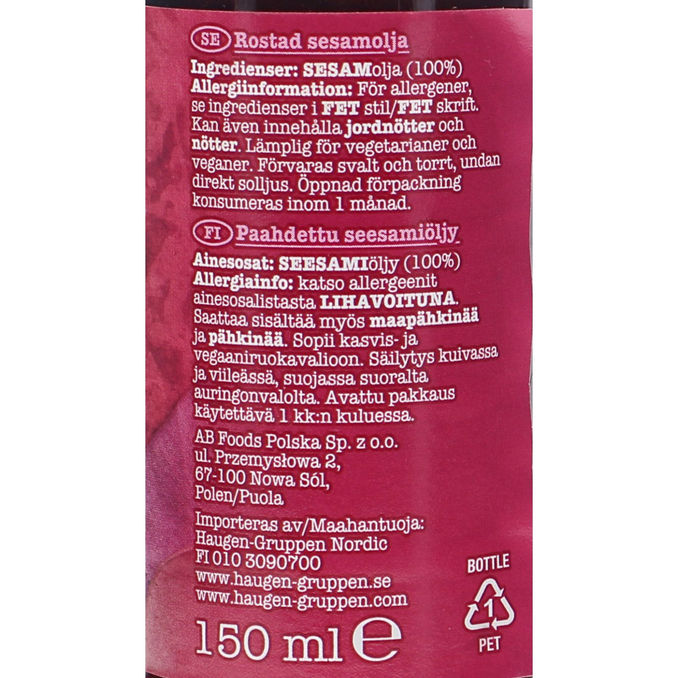 SE Rostad sesamolja
Ingredienser: SESAMolja (100%)
Allergiinformation: För allergener,
se ingredienser i FET stil/FET skrift.
Kan även innehålla jordnötter och
nötter. Lämplig för vegetarianer och
veganer. Förvaras svalt och torrt, undan
direkt solljus. Öppnad förpackning
konsumeras inom 1 månad.
FI Paahdettu seesamiöljy
Ainesosat: SEESAMIöljy (100%)
Allergiainfo: katso allergeenit
ainesosalistasta LIHAVOITUNA.
Saattaa sisältää myös maapähkinää
ja pähkinää. Sopii kasvis- ja
vegaaniruokavalioon. Säilytys kuivassa
ja viileässä, suojassa suoralta
auringonvalolta. Avattu pakkaus
käytettävä 1 kk:n kuluessa.
AB Foods Polska Sp. z o.o.
ul. Przemysłowa 2,
67-100 Nowa Sól,
Polen/Puola
Importeras av/Maahantuoja:
Haugen-Gruppen Nordic
FI 010 3090700
www.haugen-gruppen.se
www.haugen-gruppen.com
150 ml e
BOTTLE
1
PET